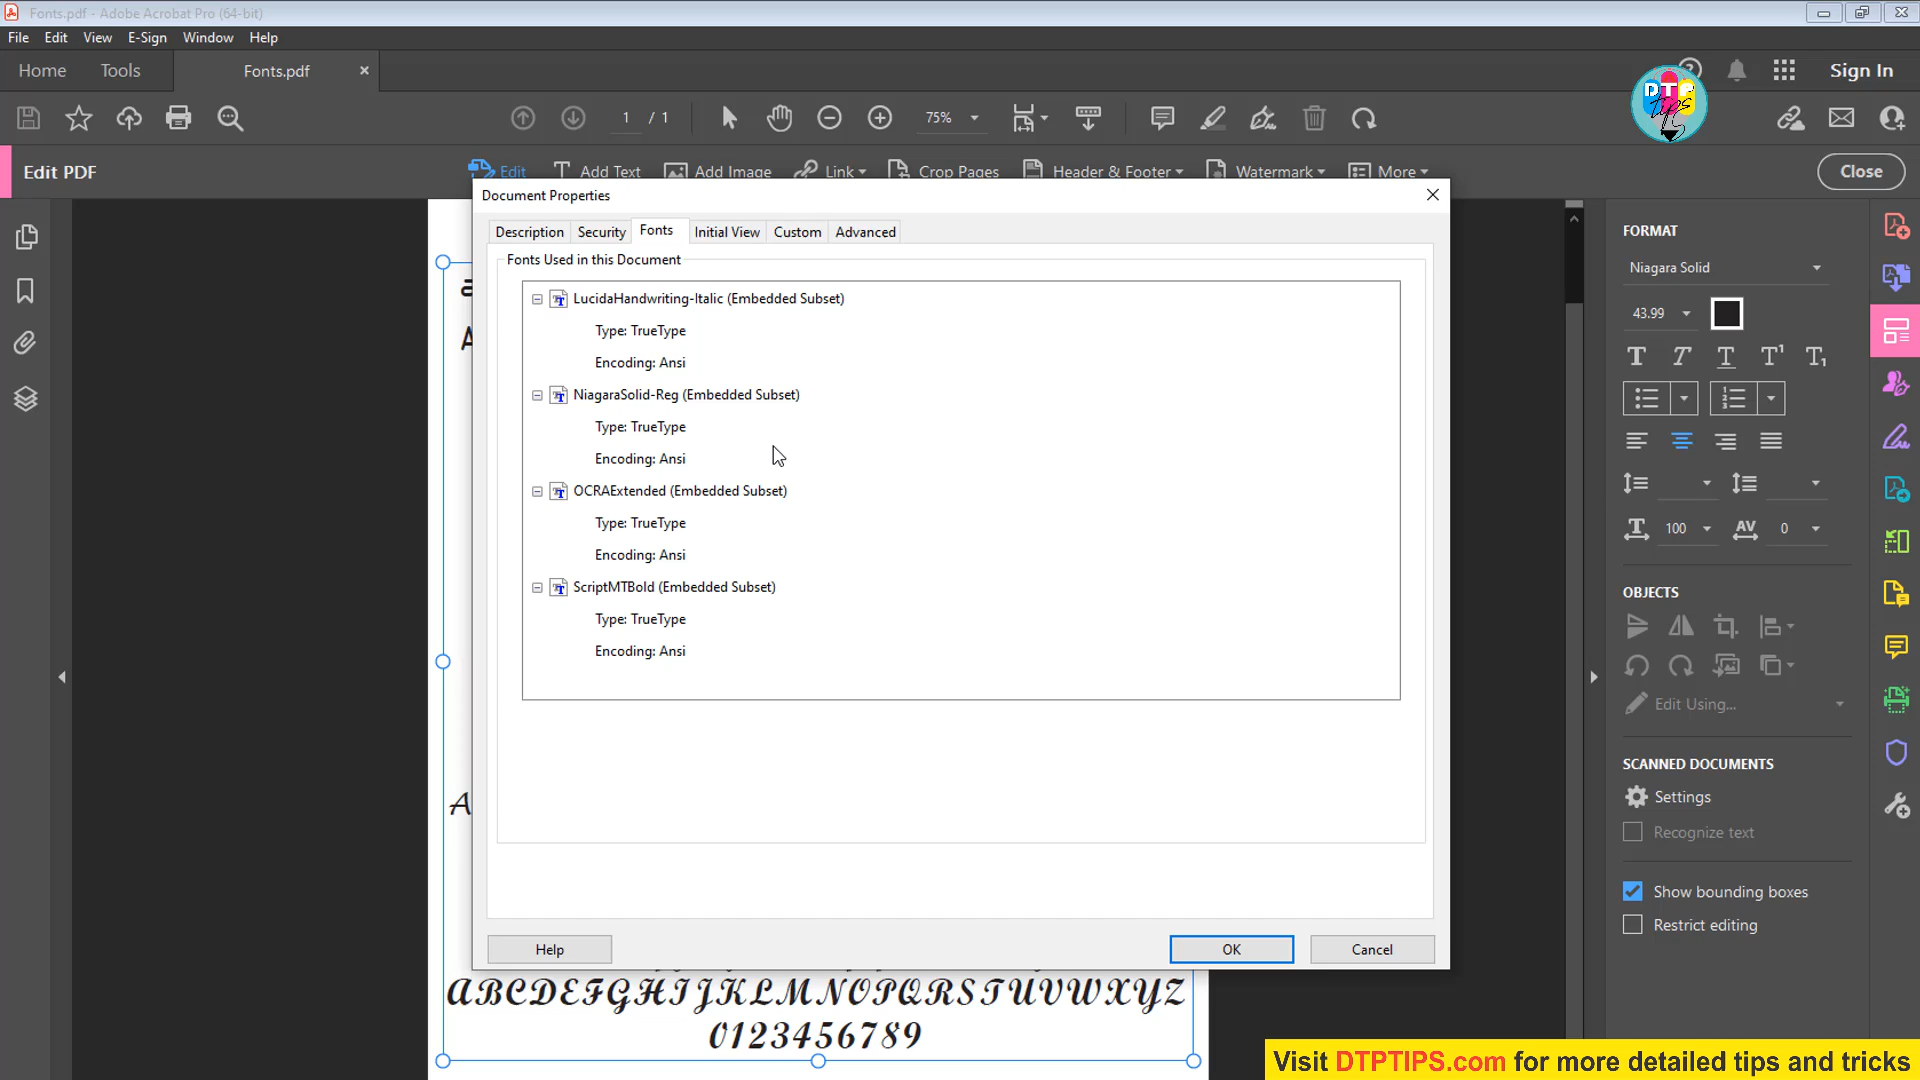 Fonts.pdf - Adobe Acrobat Pro (64-bit)
File Edit View E-Sign Window Help
Home Tools Fonts.pdf Sign In
DTP
tips
1 / 1 75%
Edit PDF Edit Add Text Add Image Link Crop Pages Header & Footer Watermark More Close
Document Properties
Description Security Fonts Initial View Custom Advanced
Fonts Used in this Document
LucidaHandwriting-Italic (Embedded Subset)
Type: TrueType
Encoding: Ansi
NiagaraSolid-Reg (Embedded Subset)
Type: TrueType
Encoding: Ansi
OCRAExtended (Embedded Subset)
Type: TrueType
Encoding: Ansi
ScriptMTBold (Embedded Subset)
Type: TrueType
Encoding: Ansi
Help OK Cancel
ABCDEFGHIJKLMNOPQRSTUVWXYZ
0123456789
FORMAT
Niagara Solid
43.99
100 0
OBJECTS
Edit Using...
SCANNED DOCUMENTS
Settings
Recognize text
Show bounding boxes
Restrict editing
Visit DTPTIPS.com for more detailed tips and tricks